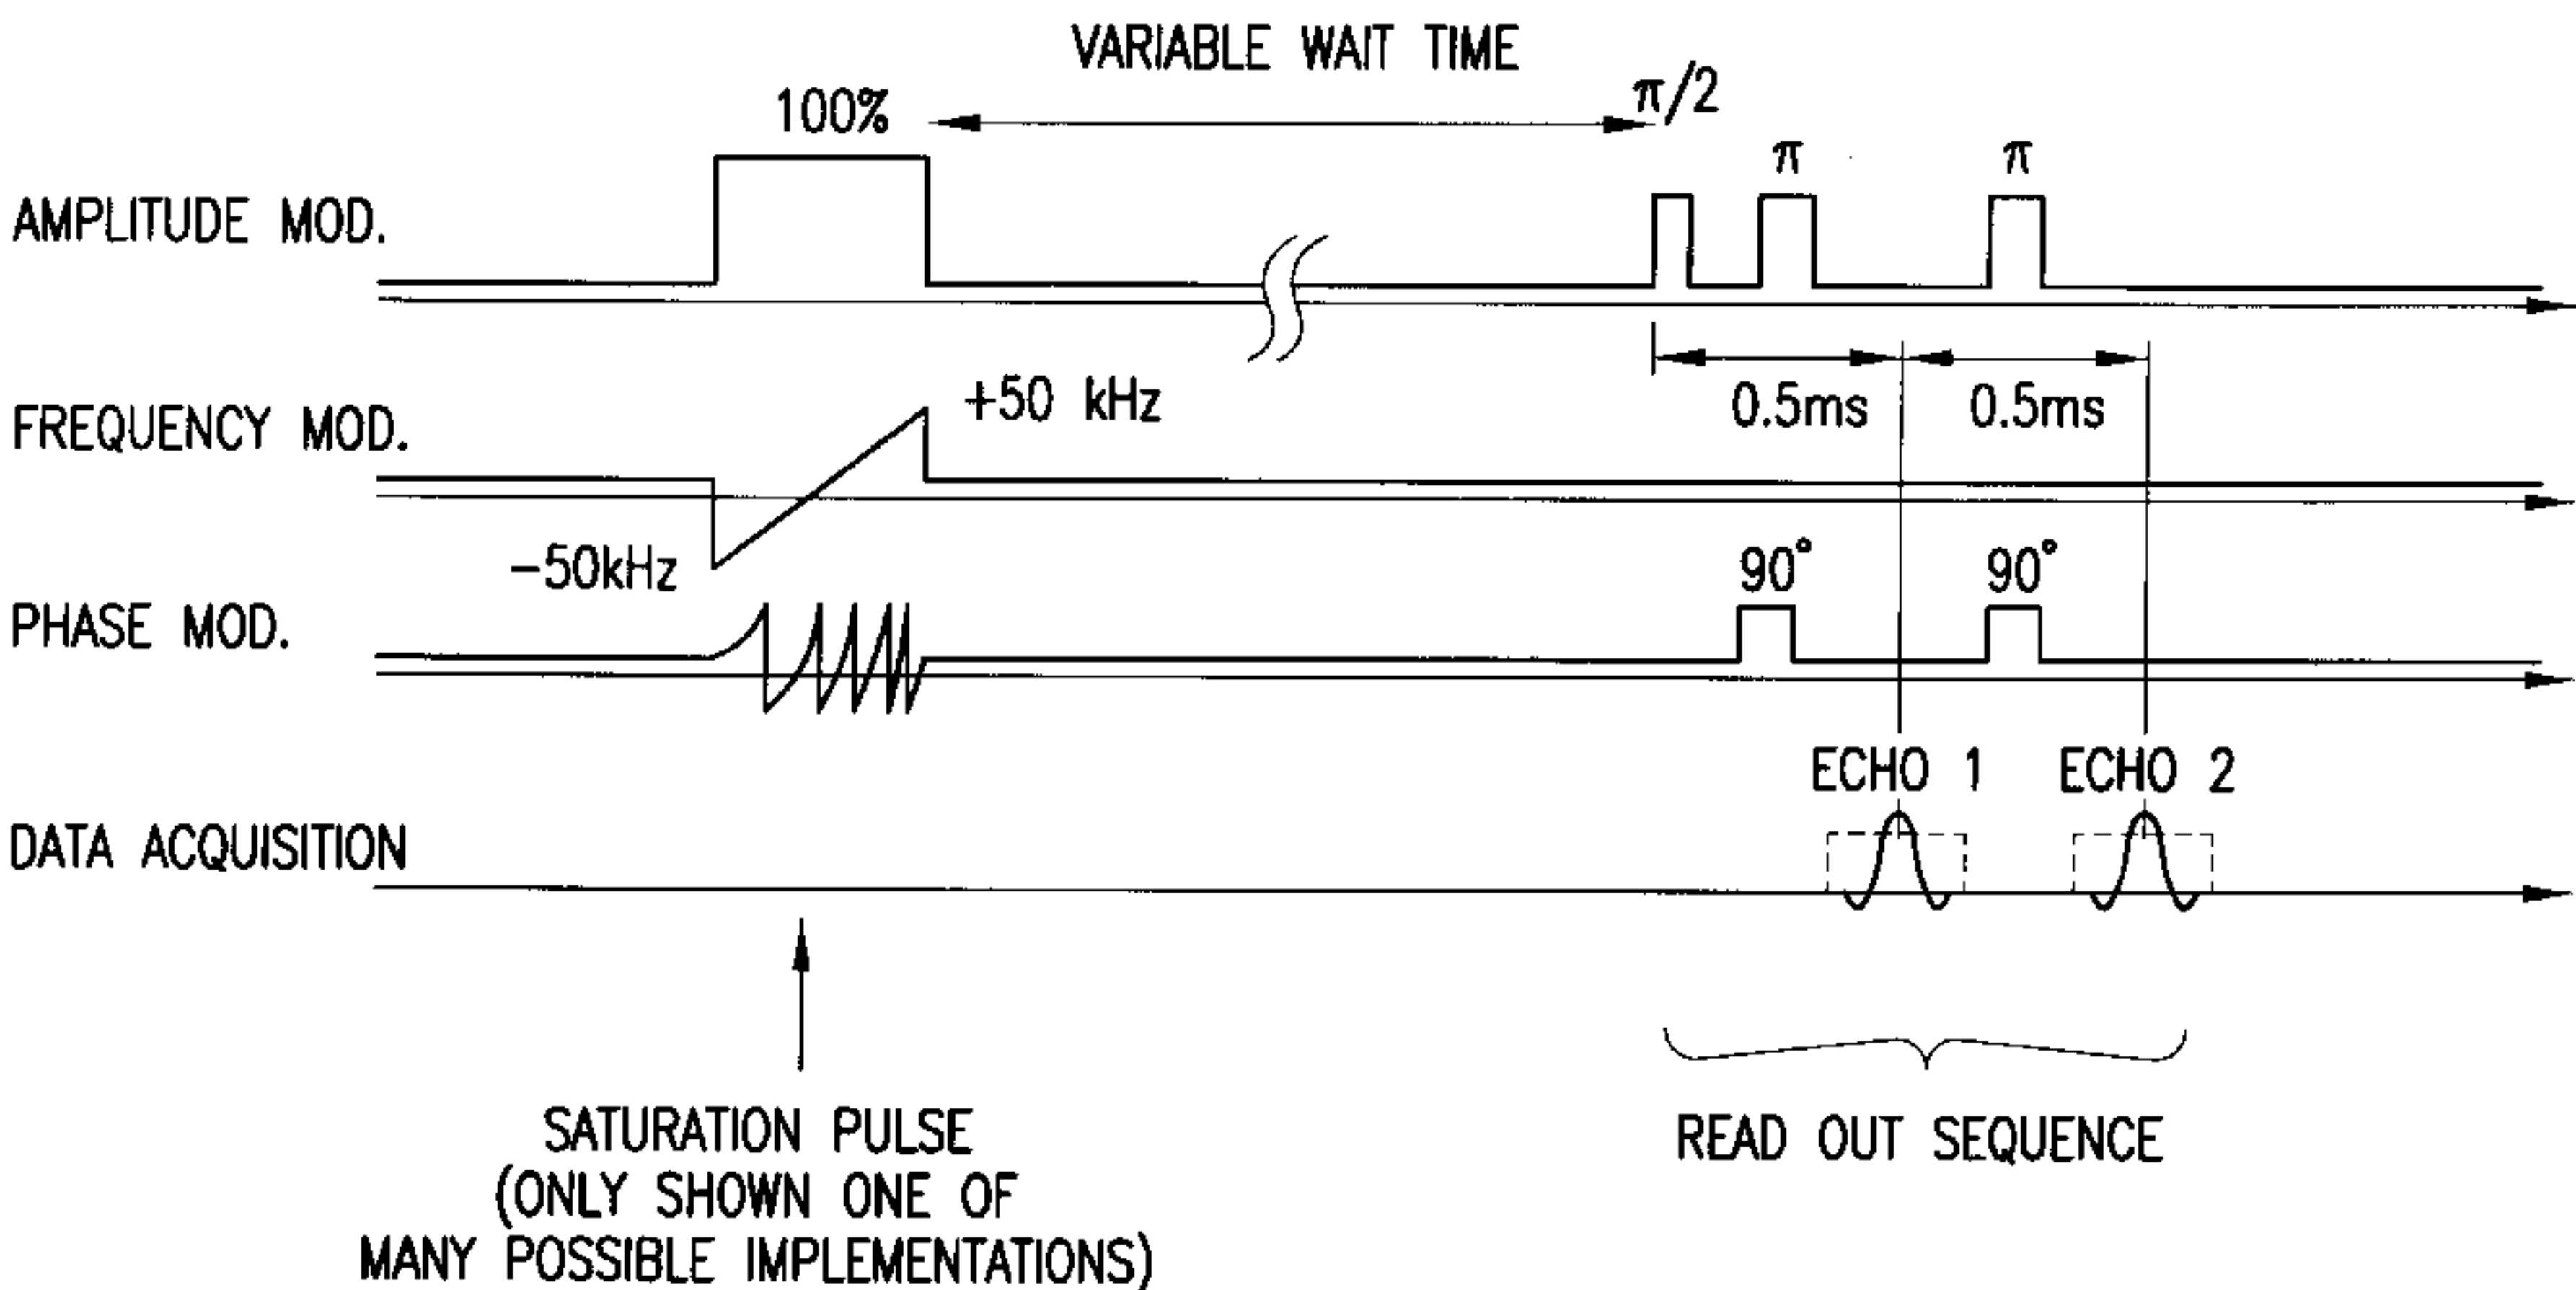 VARIABLE WAIT TIME
100%
π/2
π
π
AMPLITUDE MOD.
0.5ms
0.5ms
+50 kHz
FREQUENCY MOD.
-50kHz
90°
90°
PHASE MOD.
ECHO 1
ECHO 2
DATA ACQUISITION
SATURATION PULSE
(ONLY SHOWN ONE OF
MANY POSSIBLE IMPLEMENTATIONS)
READ OUT SEQUENCE